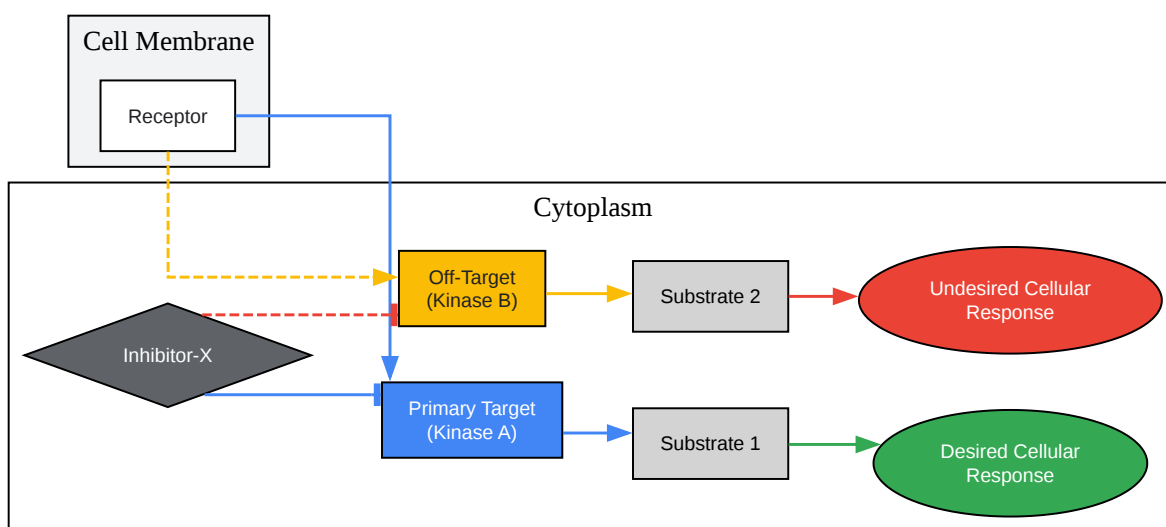 Cell Membrane
Receptor
Cytoplasm
Off-Target
(Kinase B)
Substrate 2
Undesired Cellular
Response
Inhibitor-X
Primary Target
(Kinase A)
Substrate 1
Desired Cellular
Response